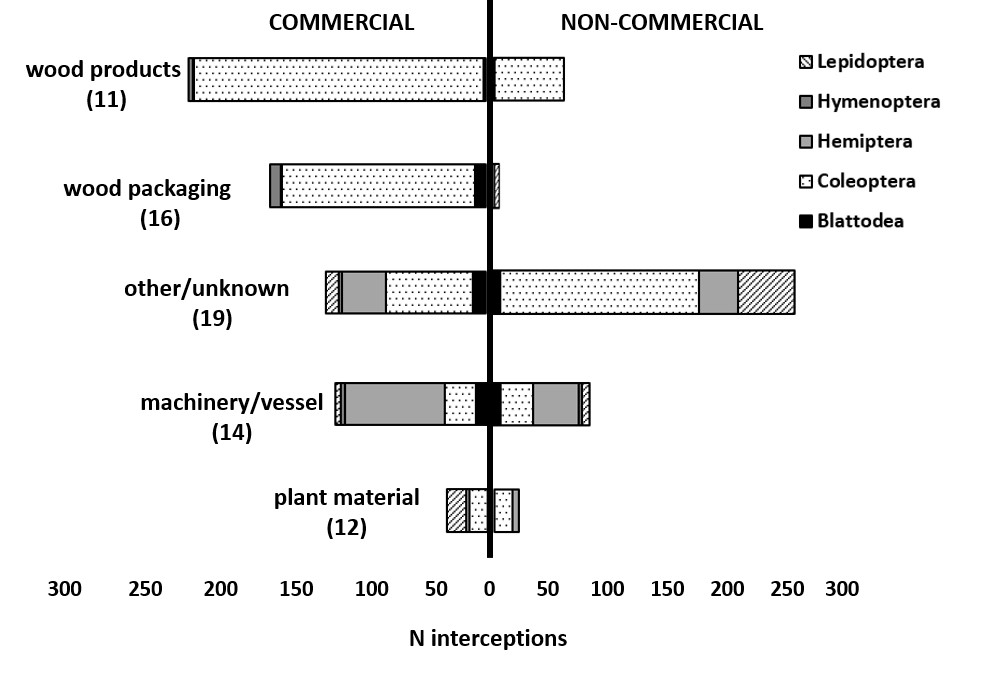 COMMERCIAL
NON-COMMERCIAL
Lepidoptera
Hymenoptera
Hemiptera
Coleoptera
Blattodea
wood products
(11)
wood packaging
(16)
other/unknown
(19)
machinery/vessel
(14)
plant material
(12)
300 250 200 150 100 50 0 50 100 150 200 250 300
N interceptions